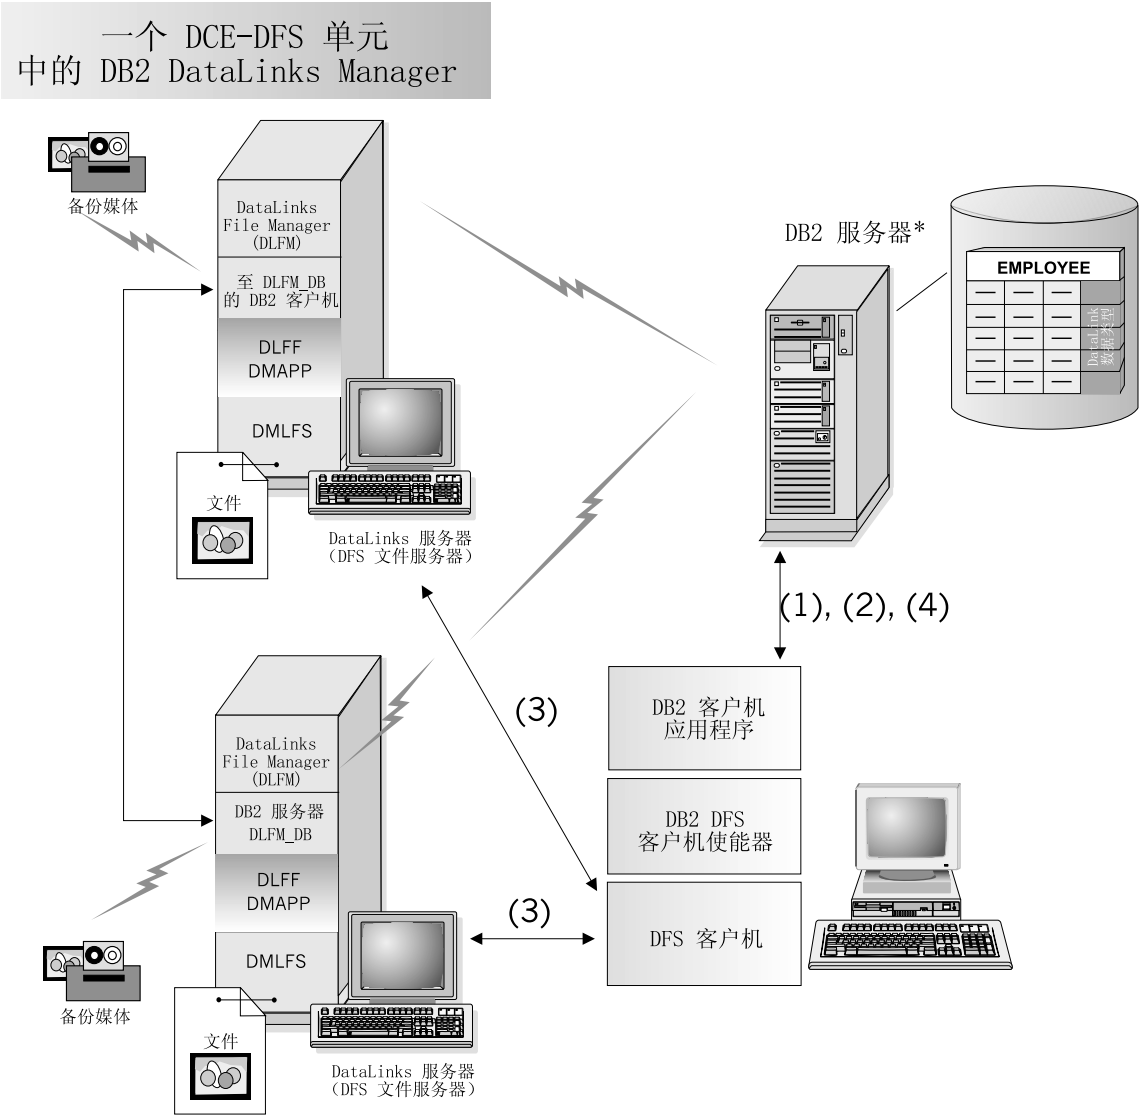 一个 DCE-DFS 单元
中的 DB2 DataLinks Manager
备份媒体
DataLinks
File Manager
(DLFM)
至 DLFM_DB
的 DB2 客户机
DLFF
DMAPP
DMLFS
文件
DataLinks 服务器
(DFS 文件服务器)
DB2 服务器*
EMPLOYEE
DataLink
数据类型
(1), (2), (4)
(3)
DB2 客户机
应用程序
DB2 DFS
客户机使能器
DFS 客户机
(3)
DataLinks
File Manager
(DLFM)
DB2 服务器
DLFM_DB
DLFF
DMAPP
DMLFS
备份媒体
文件
DataLinks 服务器
(DFS 文件服务器)